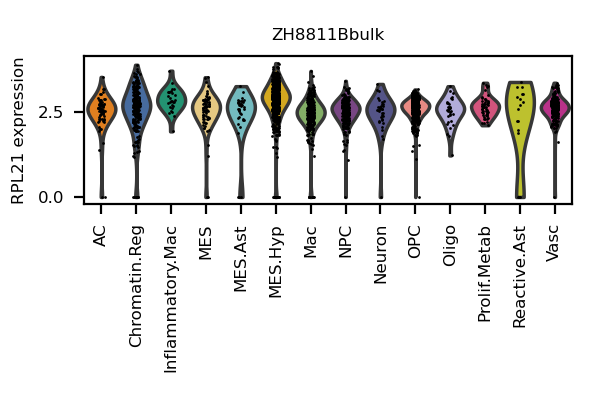 ZH8811Bbulk
RPL21 expression
2.5
0.0
AC
Chromatin.Reg
Inflammatory.Mac
MES
MES.Ast
MES.Hyp
Mac
NPC
Neuron
OPC
Oligo
Prolif.Metab
Reactive.Ast
Vasc